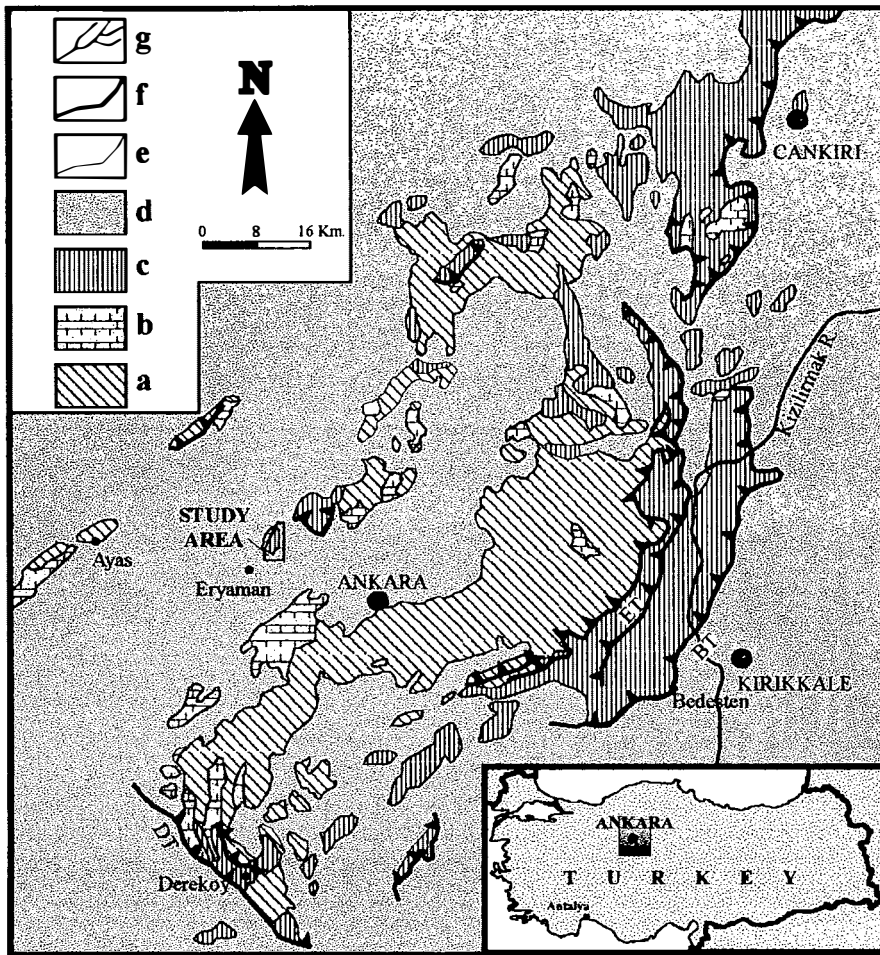 g
f
e
d
c
b
a
N
0 8 16 Km.
CANKIRI
Kizilirmak R.
STUDY
AREA
Ayas
Eryaman
ANKARA
ET
BT
KIRIKKALE
Bedesten
DT
Derekoy
ANKARA
T U R K E Y
Antalya